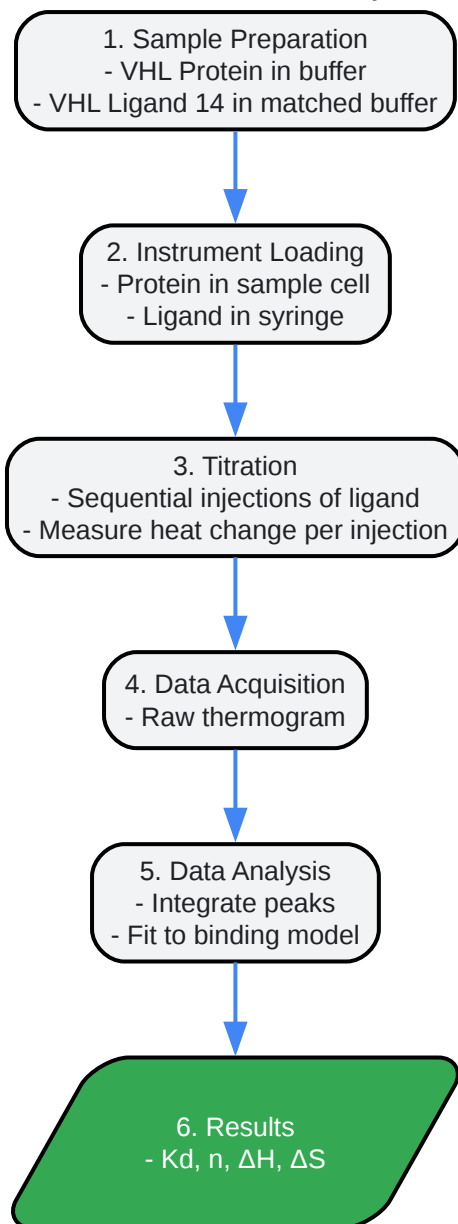 1. Sample Preparation
- VHL Protein in buffer
- VHL Ligand 14 in matched buffer
2. Instrument Loading
- Protein in sample cell
- Ligand in syringe
3. Titration
- Sequential injections of ligand
- Measure heat change per injection
4. Data Acquisition
- Raw thermogram
5. Data Analysis
- Integrate peaks
- Fit to binding model
6. Results
- Kd, n, ΔH, ΔS